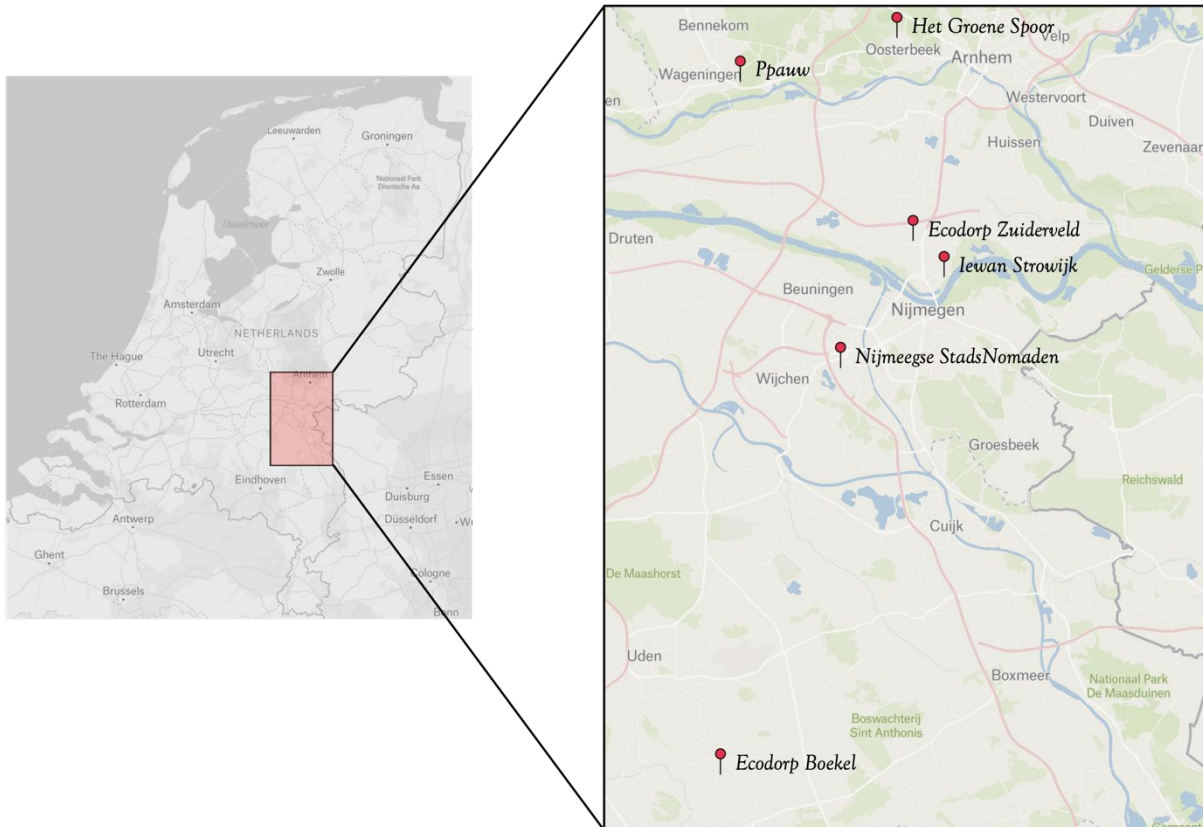 Leeuwarden
Groningen
Nationaal Park
Drentsche Aa
IJsselmeer
Zwolle
Amsterdam
NETHERLANDS
The Hague
Utrecht
Arnhem
Rotterdam
Eindhoven
Essen
Duisburg
Antwerp
Düsseldorf
Ghent
Cologne
Brussels
Bonn
Bennekom
Het Groene Spoor
Velp
Oosterbeek
Arnhem
Ppauw
Wageningen
Westervoort
Duiven
Huissen
Zevenaar
Ecodorp Zuiderveld
Druten
Iewan Strowijk
Gelderse P
Beuningen
Nijmegen
Nijmeegse StadsNomaden
Wijchen
Groesbeek
Reichswald
Cuijk
De Maashorst
Uden
Boxmeer
Nationaal Park
De Maasduinen
Boswachterij
Sint Anthonis
Ecodorp Boekel